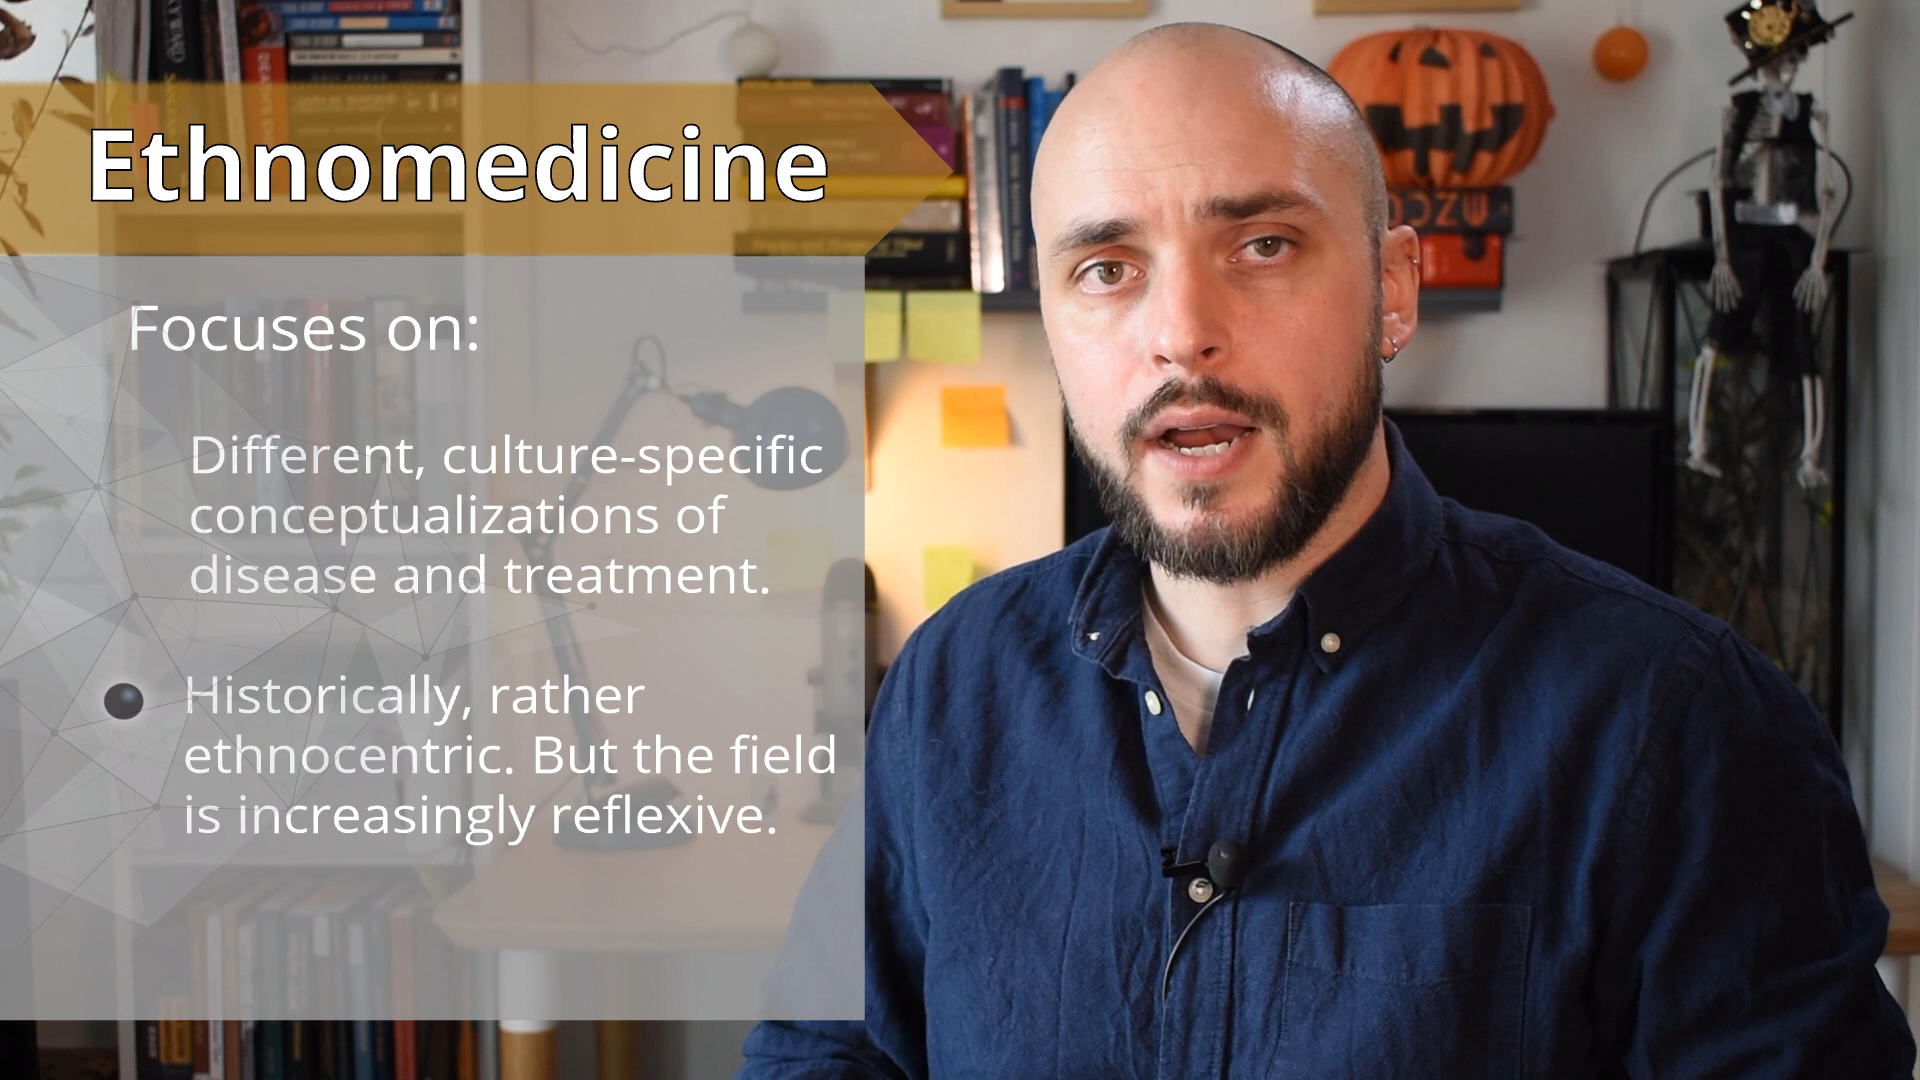 Ethnomedicine
Focuses on:
Different, culture-specific
conceptualizations of
disease and treatment.
Historically, rather
ethnocentric. But the field
is increasingly reflexive.